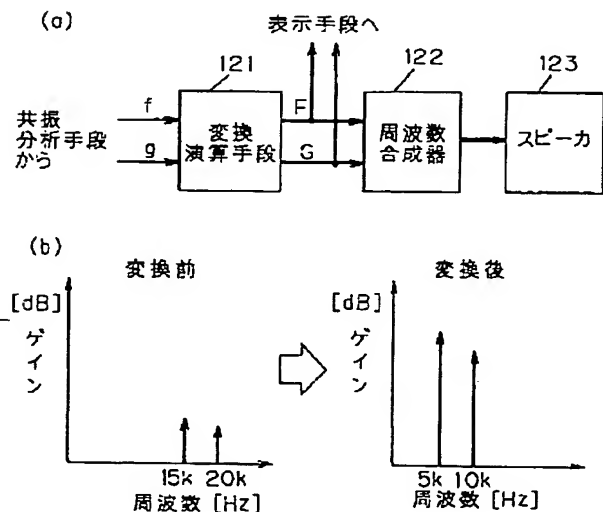 (a)
表示手段へ
121
122
123
共振
分析手段
から
f
g
変換
演算手段
F
G
周波数
合成器
スピーカ
(b)
変換前
[dB]
ゲイン
15k 20k
周波数 [Hz]
変換後
[dB]
ゲイン
5k 10k
周波数 [Hz]